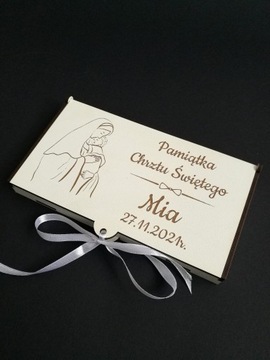 Pamiątka
Chrztu Świętego
Mia
27.11.2021r.